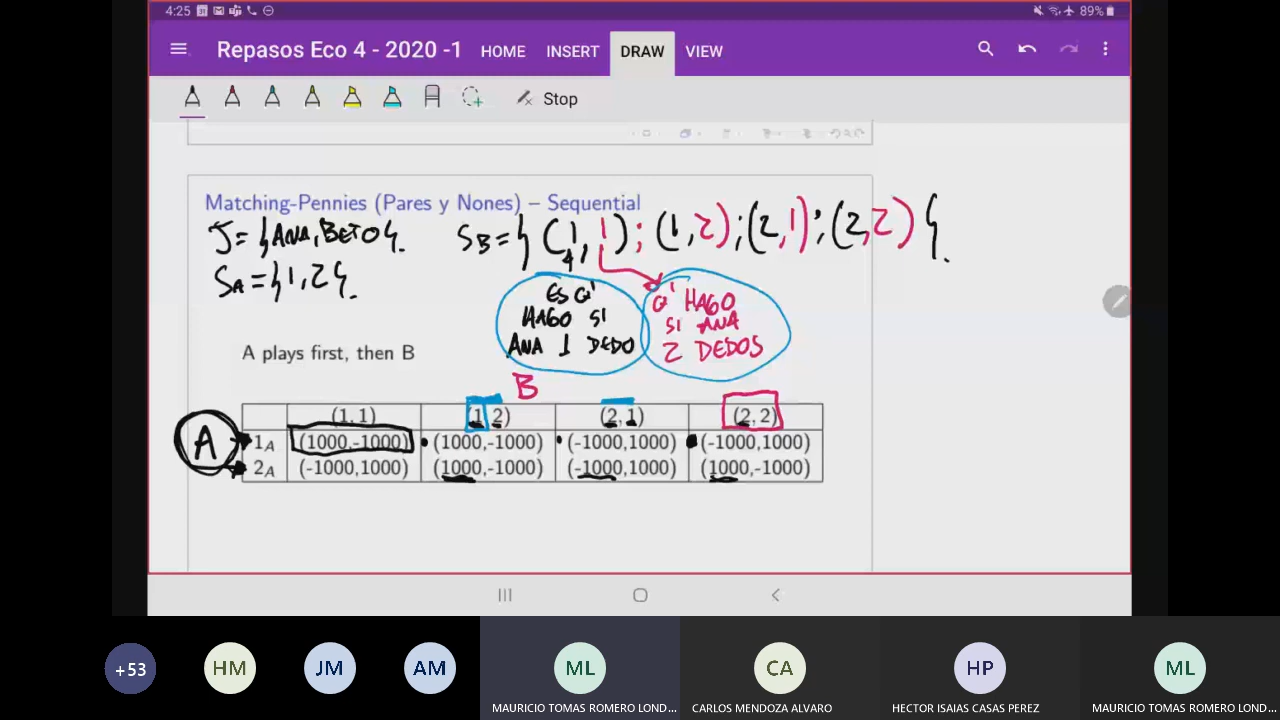 4:25
89%
Repasos Eco 4 - 2020 -1
HOME INSERT DRAW VIEW
Stop
Matching-Pennies (Pares y Nones) – Sequential
J = { ANA, BETO }.
S_B = { (1, 1) ; (1, 2) ; (2, 1) ; (2, 2) }.
S_A = { 1, 2 }.
ES Q'
HAGO SI
ANA 1 DEDO
Q' HAGO
SI ANA
2 DEDOS
A plays first, then B
B
A
(1, 1) (1, 2) (2, 1) (2, 2)
1_A (1000,-1000) (1000,-1000) (-1000,1000) (-1000,1000)
2_A (-1000,1000) (1000,-1000) (-1000,1000) (1000,-1000)
+53
HM
JM
AM
ML
CA
HP
ML
MAURICIO TOMAS ROMERO LOND...
CARLOS MENDOZA ALVARO
HECTOR ISAIAS CASAS PEREZ
MAURICIO TOMAS ROMERO LOND...